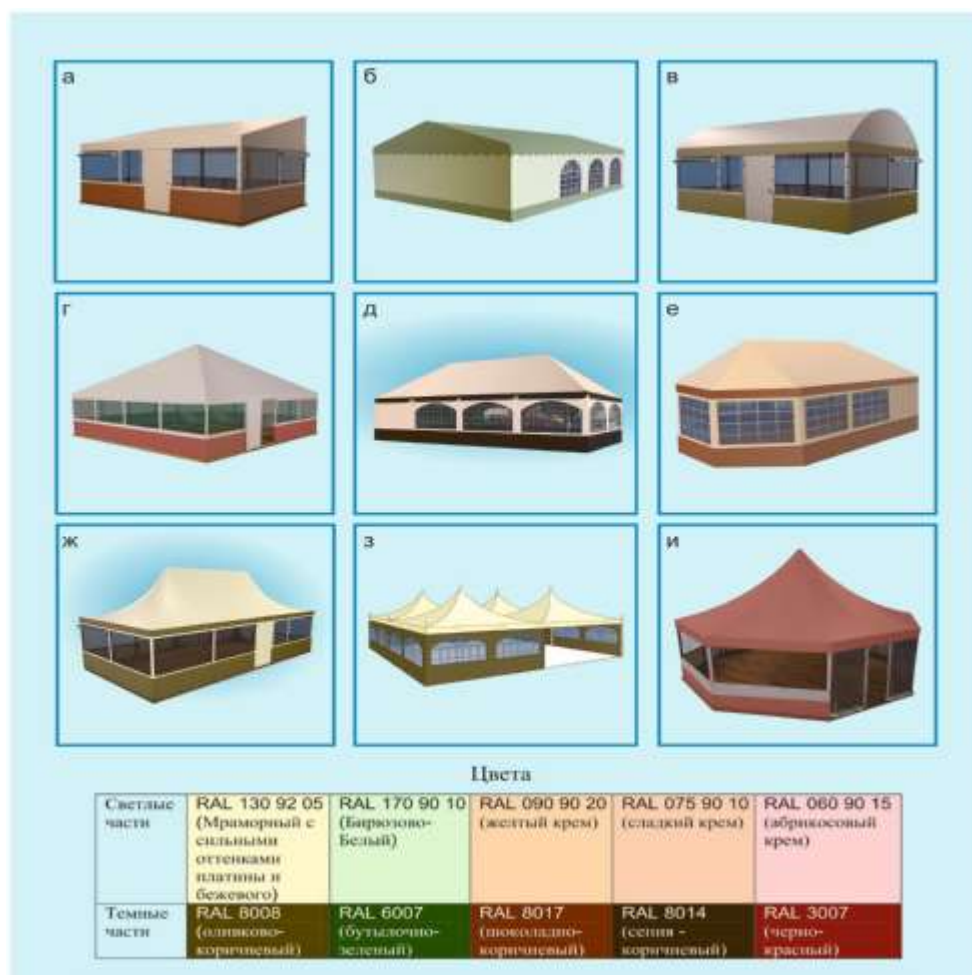 а
б
в
г
д
е
ж
з
и
Цвета
Светлые части
RAL 130 92 05
(Мраморный с
сильными
оттенками
платины и
бежевого)
RAL 170 90 10
(Бирюзово-
Белый)
RAL 090 90 20
(желтый крем)
RAL 075 90 10
(сладкий крем)
RAL 060 90 15
(абрикосовый
крем)
Темные
части
RAL 8008
(оливково-
коричневый)
RAL 6007
(бутылочно-
зеленый)
RAL 8017
(шоколадно-
коричневый)
RAL 8014
(сепия -
коричневый)
RAL 3007
(черно-
красный)